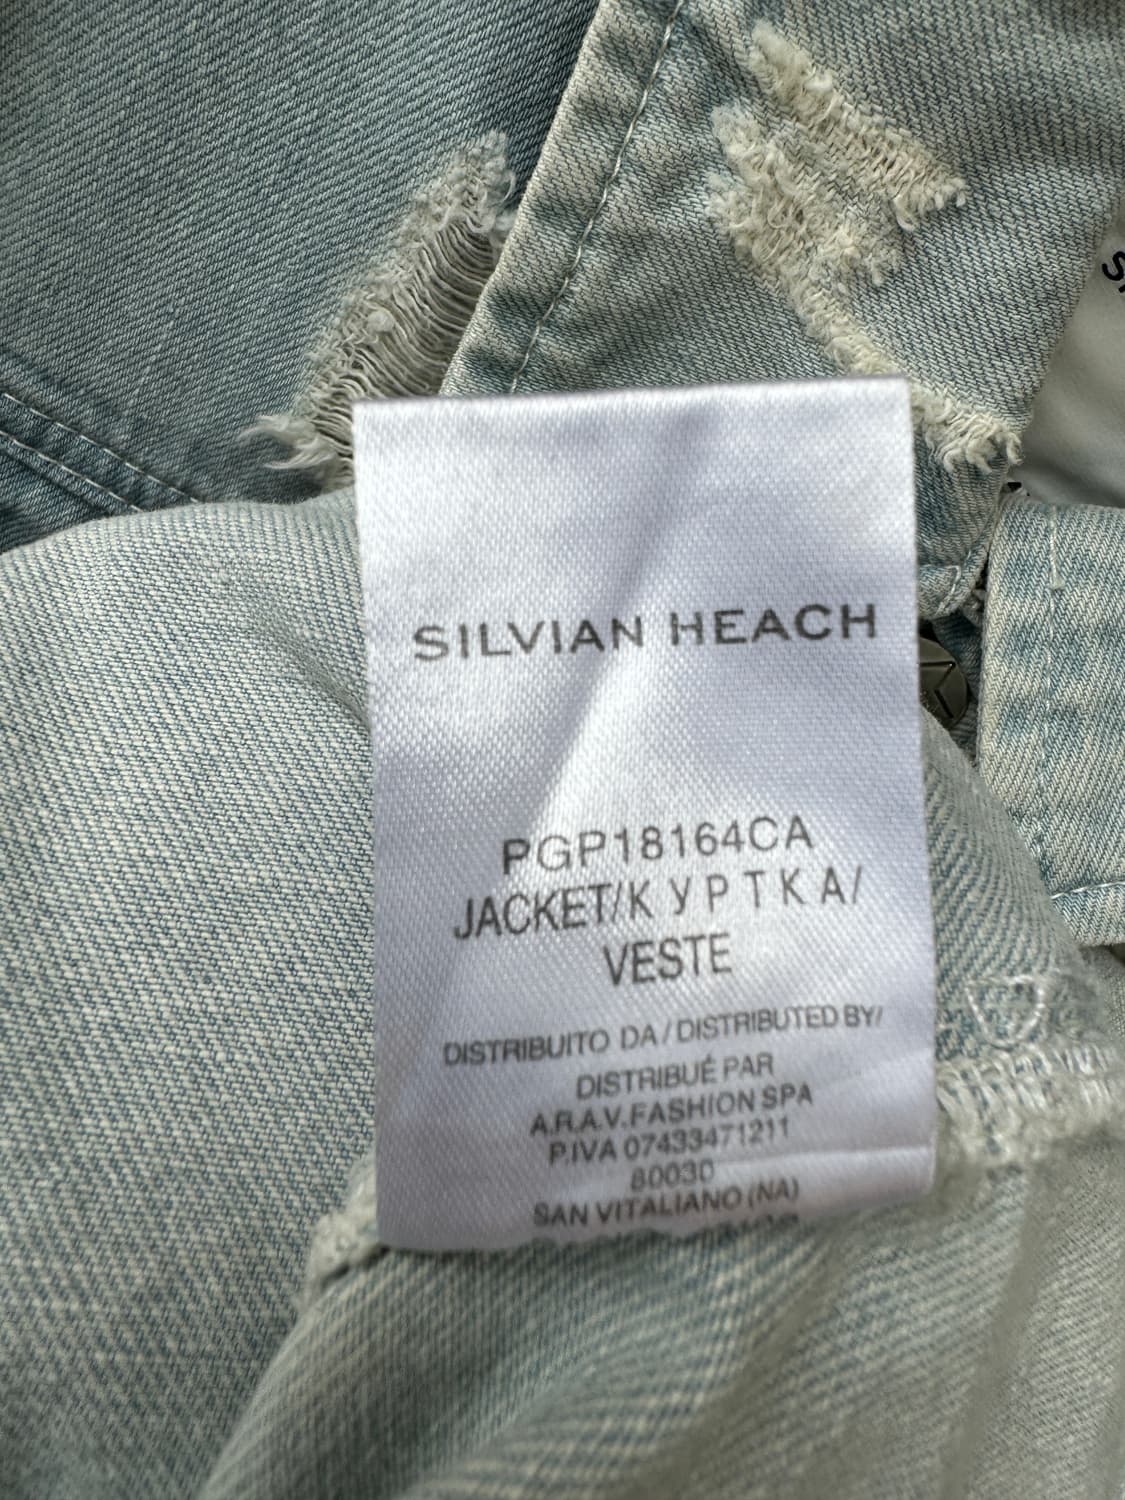 SILVIAN HEACH
PGP18164CA
JACKET/КУРТКА/
VESTE
DISTRIBUITO DA/DISTRIBUTED BY/
DISTRIBUÉ PAR
A.R.A.V.FASHION SPA
P.IVA 07433471211
80030
SAN VITALIANO (NA)